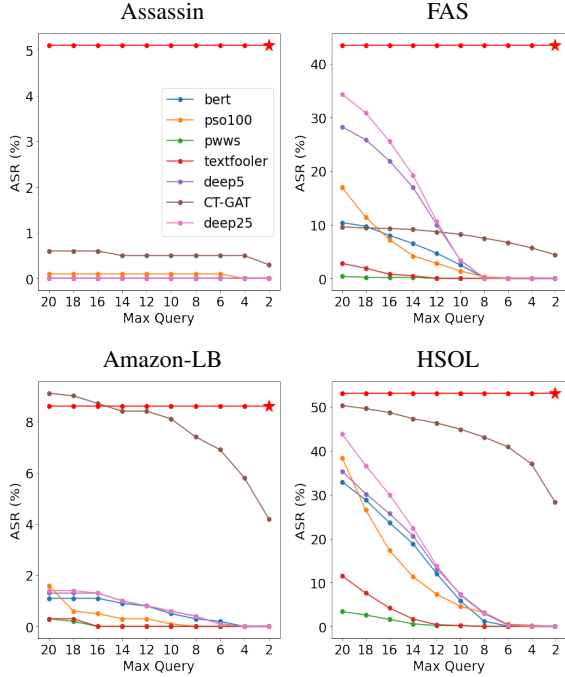 Assassin
FAS
ASR (%)
5
4
3
2
1
0
bert
pso100
pwws
textfooler
deep5
CT-GAT
deep25
20 18 16 14 12 10 8 6 4 2
Max Query
ASR (%)
40
30
20
10
0
20 18 16 14 12 10 8 6 4 2
Max Query
Amazon-LB
HSOL
ASR (%)
8
6
4
2
0
20 18 16 14 12 10 8 6 4 2
Max Query
ASR (%)
50
40
30
20
10
0
20 18 16 14 12 10 8 6 4 2
Max Query